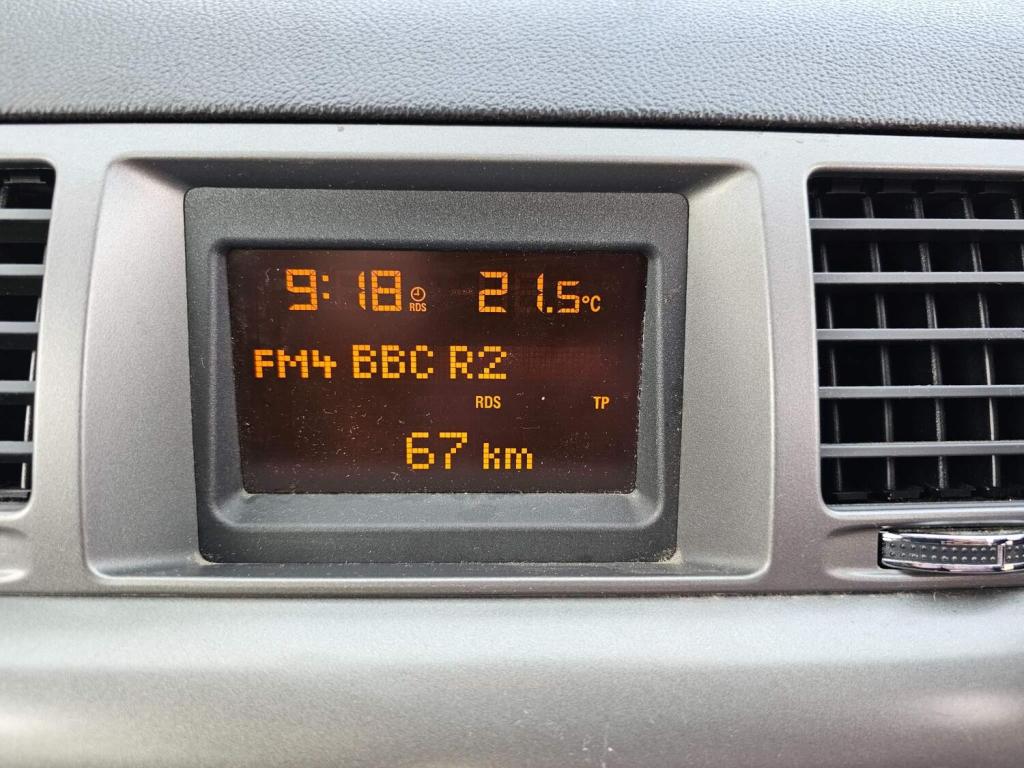 9:18 RDS 21.5°C
FM4 BBC R2
RDS TP
67 km